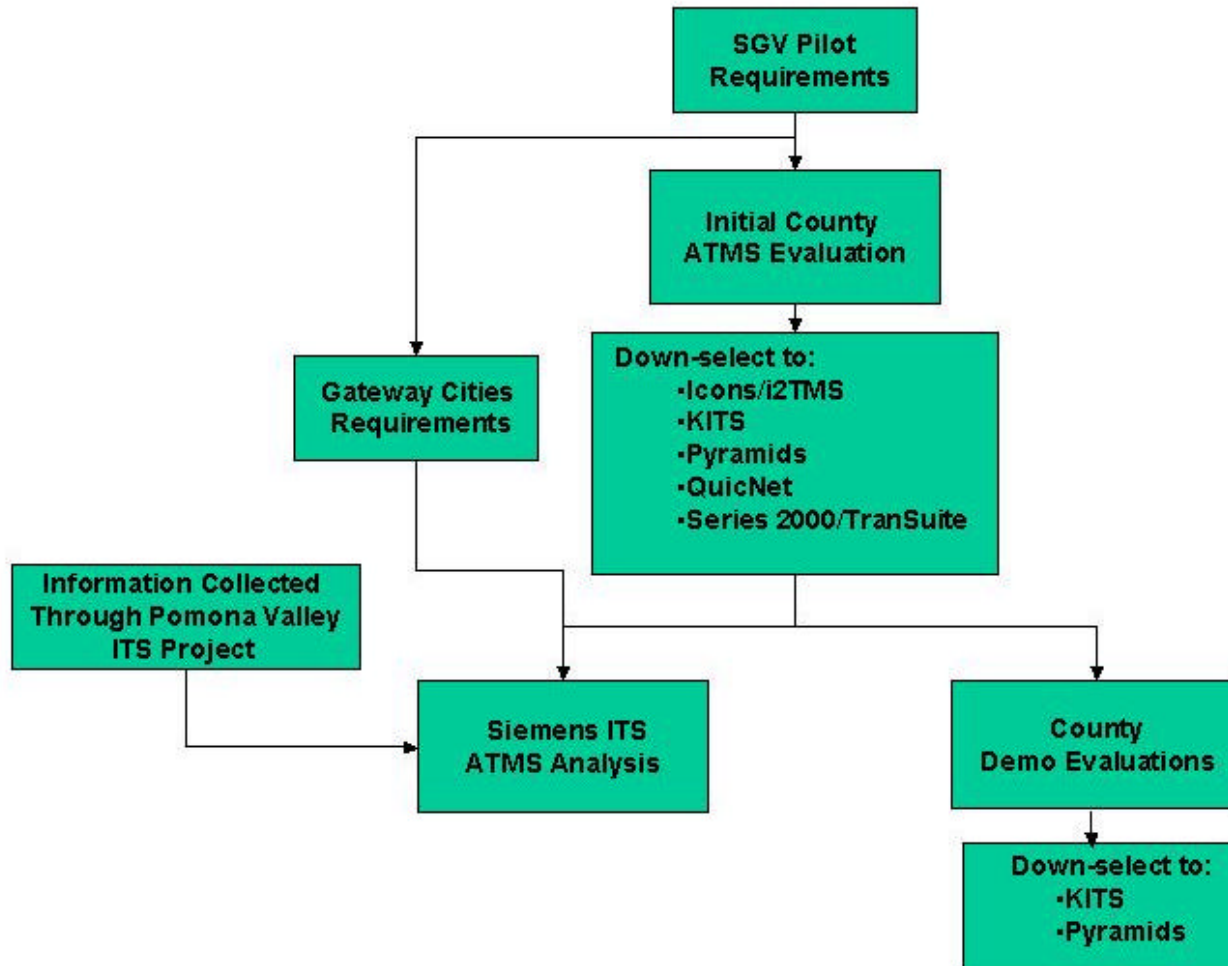 SGV Pilot
Requirements
Initial County
ATMS Evaluation
Gateway Cities
Requirements
Down-select to:
▪Icons/i2TMS
▪KITS
▪Pyramids
▪QuicNet
▪Series 2000/TranSuite
Information Collected
Through Pomona Valley
ITS Project
Siemens ITS
ATMS Analysis
County
Demo Evaluations
Down-select to:
▪KITS
▪Pyramids